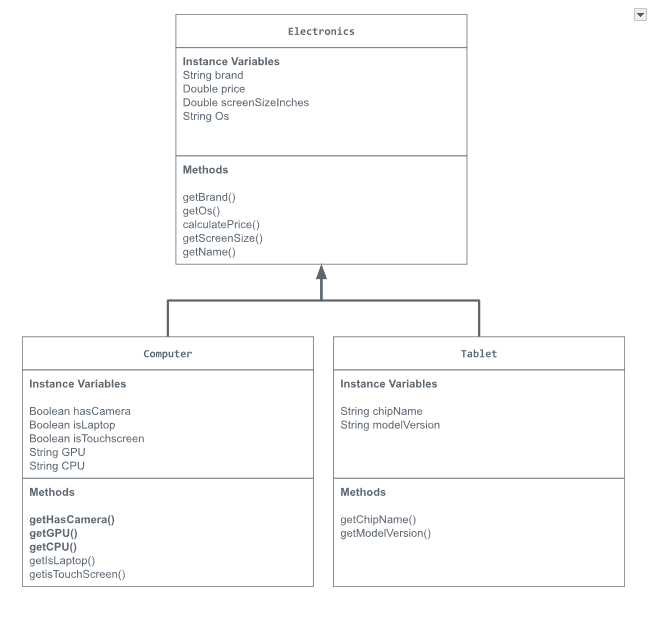 Electronics
Instance Variables
String brand
Double price
Double screenSizeInches
String Os
Methods
getBrand()
getOs()
calculatePrice()
getScreenSize()
getName()
Computer
Instance Variables
Boolean hasCamera
Boolean isLaptop
Boolean isTouchscreen
String GPU
String CPU
Methods
getHasCamera()
getGPU()
getCPU()
getIsLaptop()
getisTouchScreen()
Tablet
Instance Variables
String chipName
String modelVersion
Methods
getChipName()
getModelVersion()